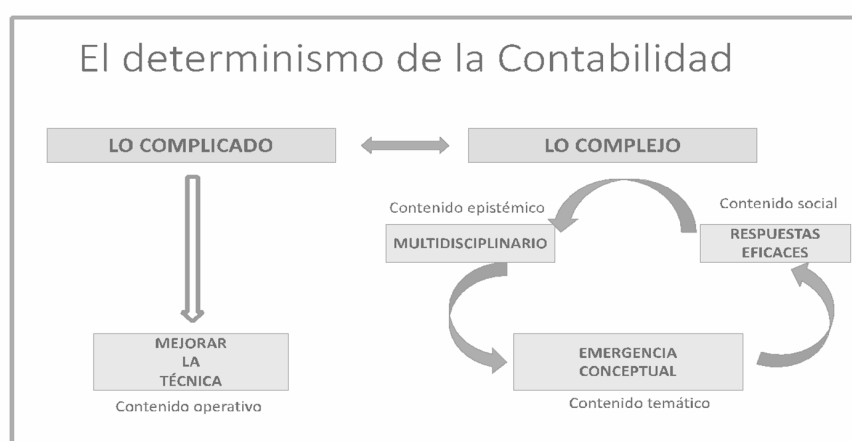 El determinismo de la Contabilidad
LO COMPLICADO
LO COMPLEJO
Contenido epistémico
Contenido social
MULTIDISCIPLINARIO
RESPUESTAS
EFICACES
MEJORAR
LA
TÉCNICA
Contenido operativo
EMERGENCIA
CONCEPTUAL
Contenido temático